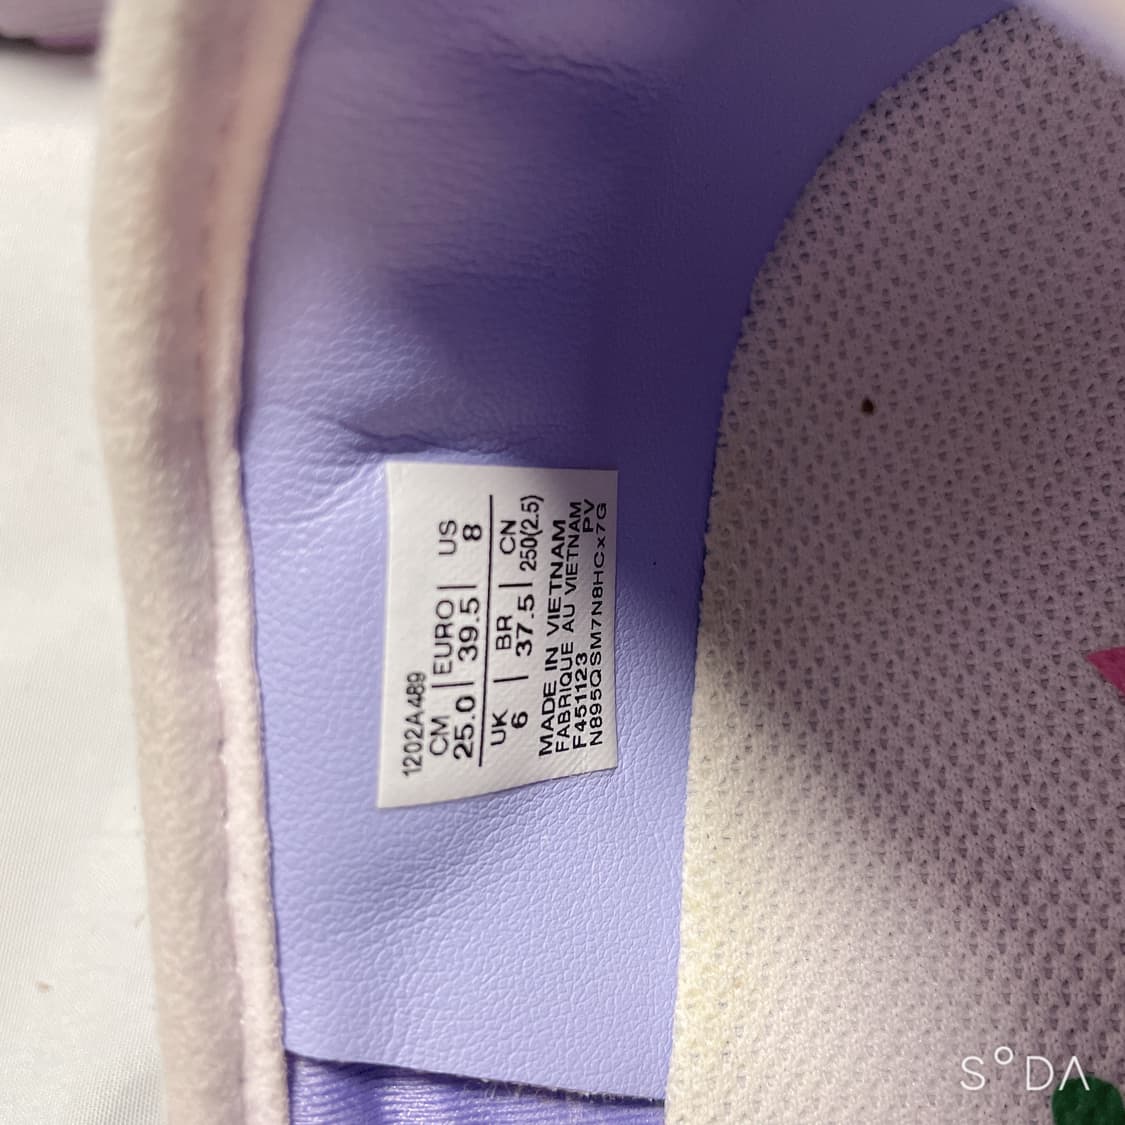 1202A489
CM | EURO | US
25.0 | 39.5 | 8
UK | BR | CN
6 | 37.5 | 250(2.5)
MADE IN VIETNAM
FABRIQUE AU VIETNAM
F451123 PV
N895QSM7N8HCx7G
S°DA